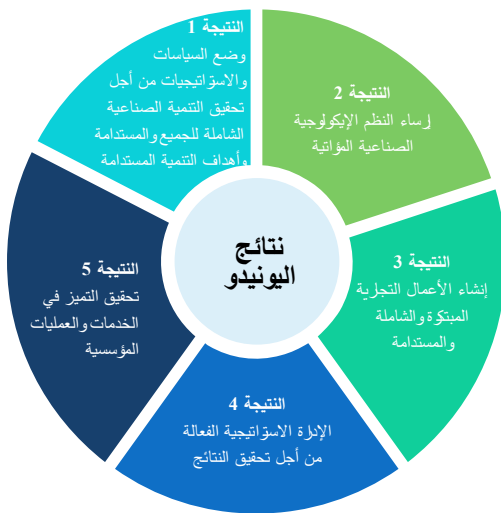 نتائج
اليونيدو
النتيجة 1
وضع السياسات
والاستراتيجيات من أجل
تحقيق التنمية الصناعية
الشاملة للجميع والمستدامة
وأهداف التنمية المستدامة
النتيجة 2
إرساء النظم الإيكولوجية
الصناعية المؤاتية
النتيجة 3
إنشاء الأعمال التجارية
المبتكرة والشاملة
والمستدامة
النتيجة 4
الإدارة الاستراتيجية الفعالة
من أجل تحقيق النتائج
النتيجة 5
تحقيق التميز في
الخدمات والعمليات
المؤسسية